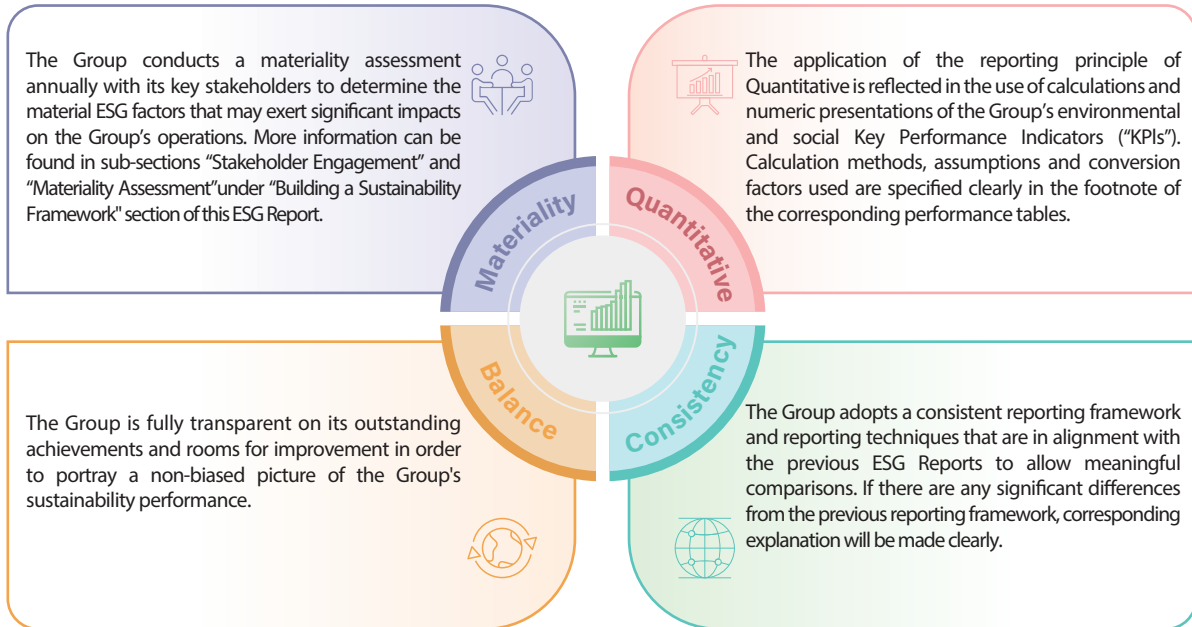 The Group conducts a materiality assessment
annually with its key stakeholders to determine the
material ESG factors that may exert significant impacts
on the Group's operations. More information can be
found in sub-sections “Stakeholder Engagement” and
“Materiality Assessment”under “Building a Sustainability
Framework" section of this ESG Report.
The application of the reporting principle of
Quantitative is reflected in the use of calculations and
numeric presentations of the Group’s environmental
and social Key Performance Indicators (“KPIs”).
Calculation methods, assumptions and conversion
factors used are specified clearly in the footnote of
the corresponding performance tables.
Materiality
Quantitative
Balance
Consistency
The Group is fully transparent on its outstanding
achievements and rooms for improvement in order
to portray a non-biased picture of the Group's
sustainability performance.
The Group adopts a consistent reporting framework
and reporting techniques that are in alignment with
the previous ESG Reports to allow meaningful
comparisons. If there are any significant differences
from the previous reporting framework, corresponding
explanation will be made clearly.